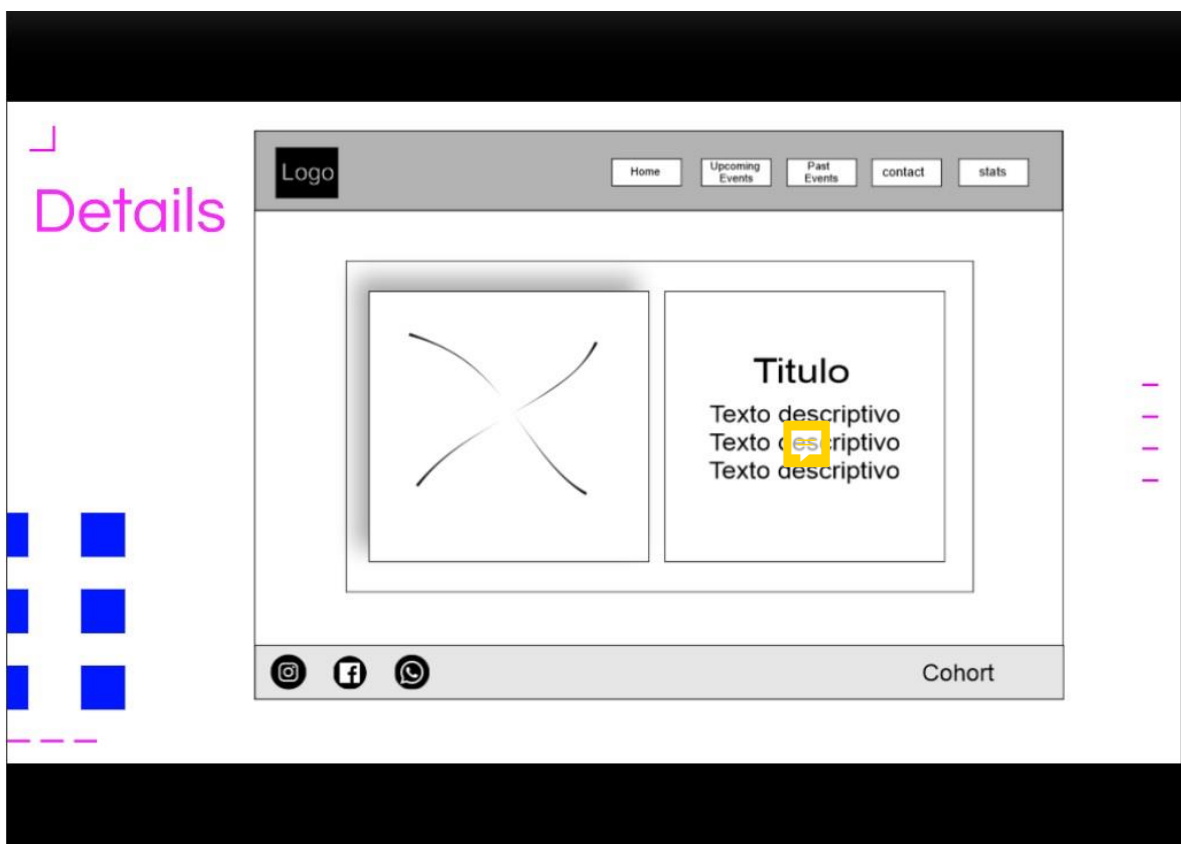 Details
Logo
Home
Upcoming
Events
Past
Events
contact
stats
Titulo
Texto descriptivo
Texto descriptivo
Texto descriptivo
Cohort